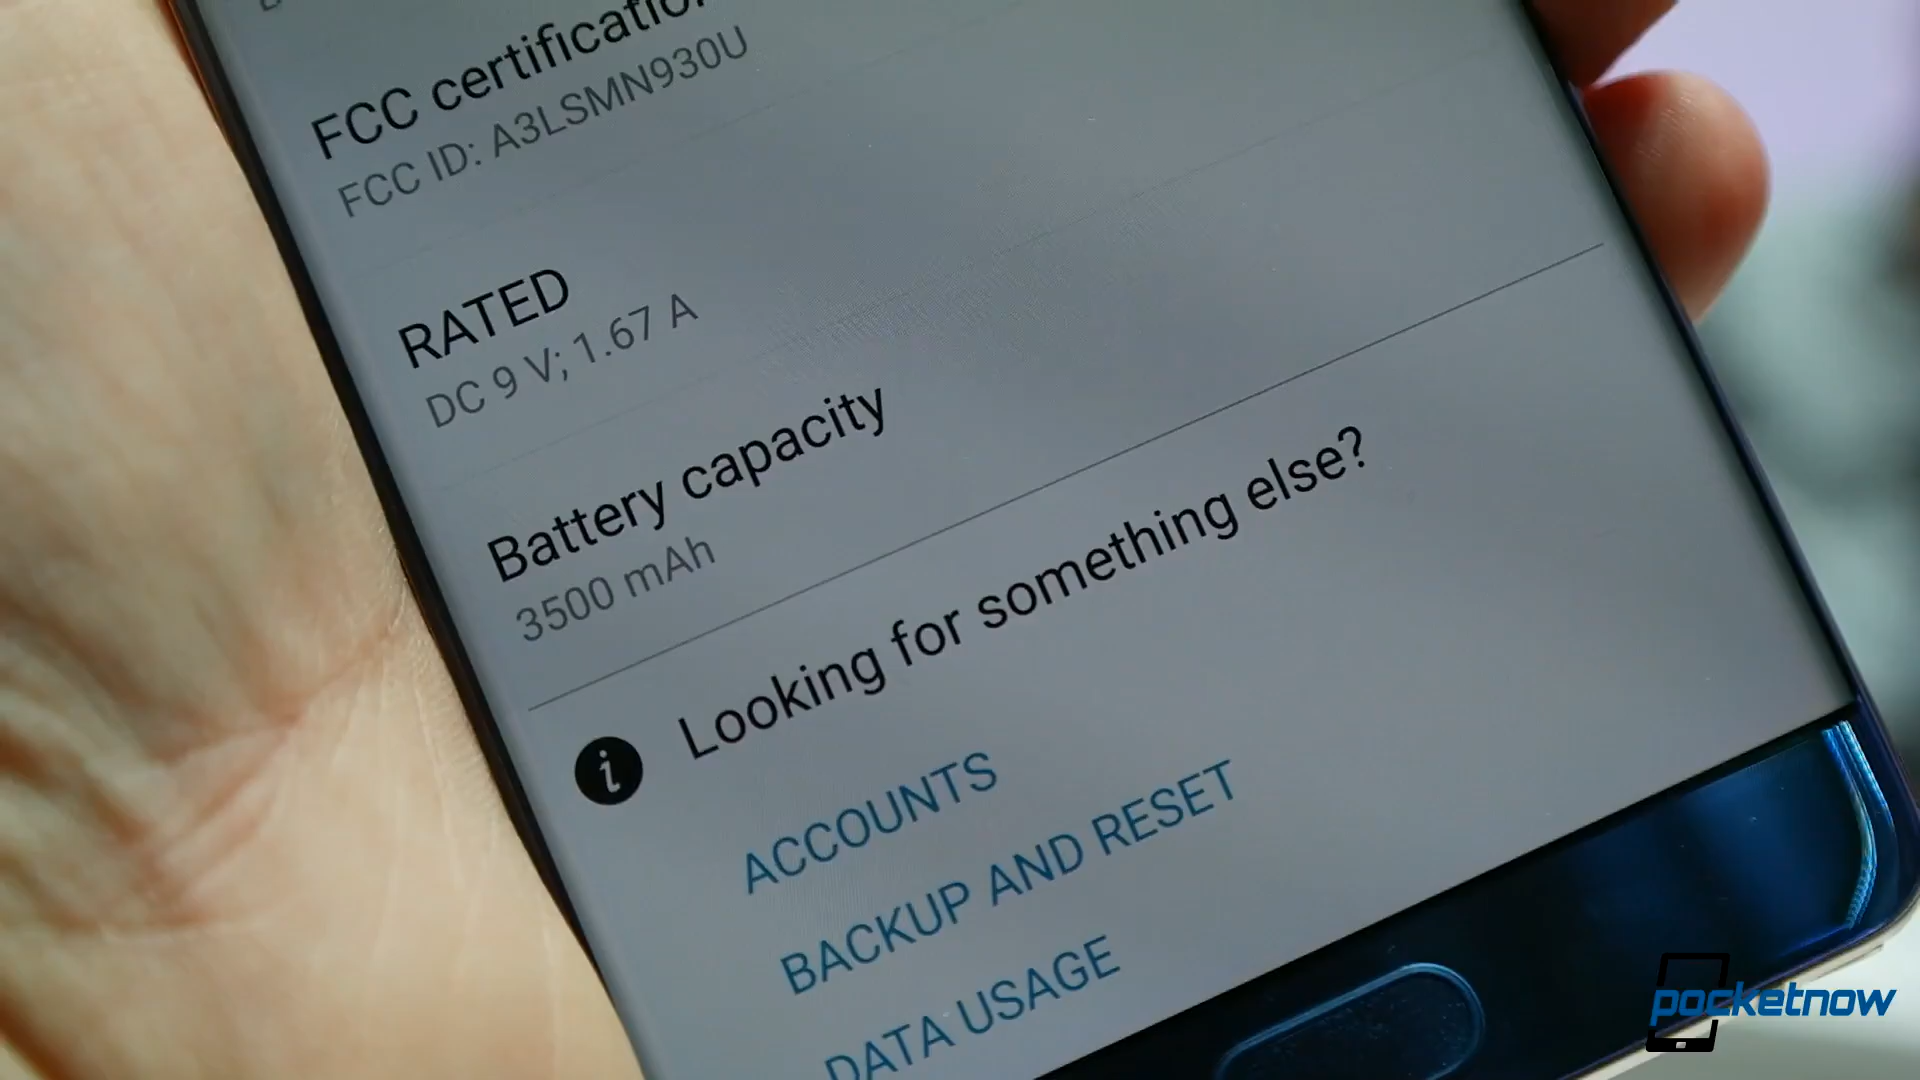 FCC certification
FCC ID: A3LSMN930U
RATED
DC 9 V; 1.67 A
Battery capacity
3500 mAh
Looking for something else?
ACCOUNTS
BACKUP AND RESET
DATA USAGE
pocketnow